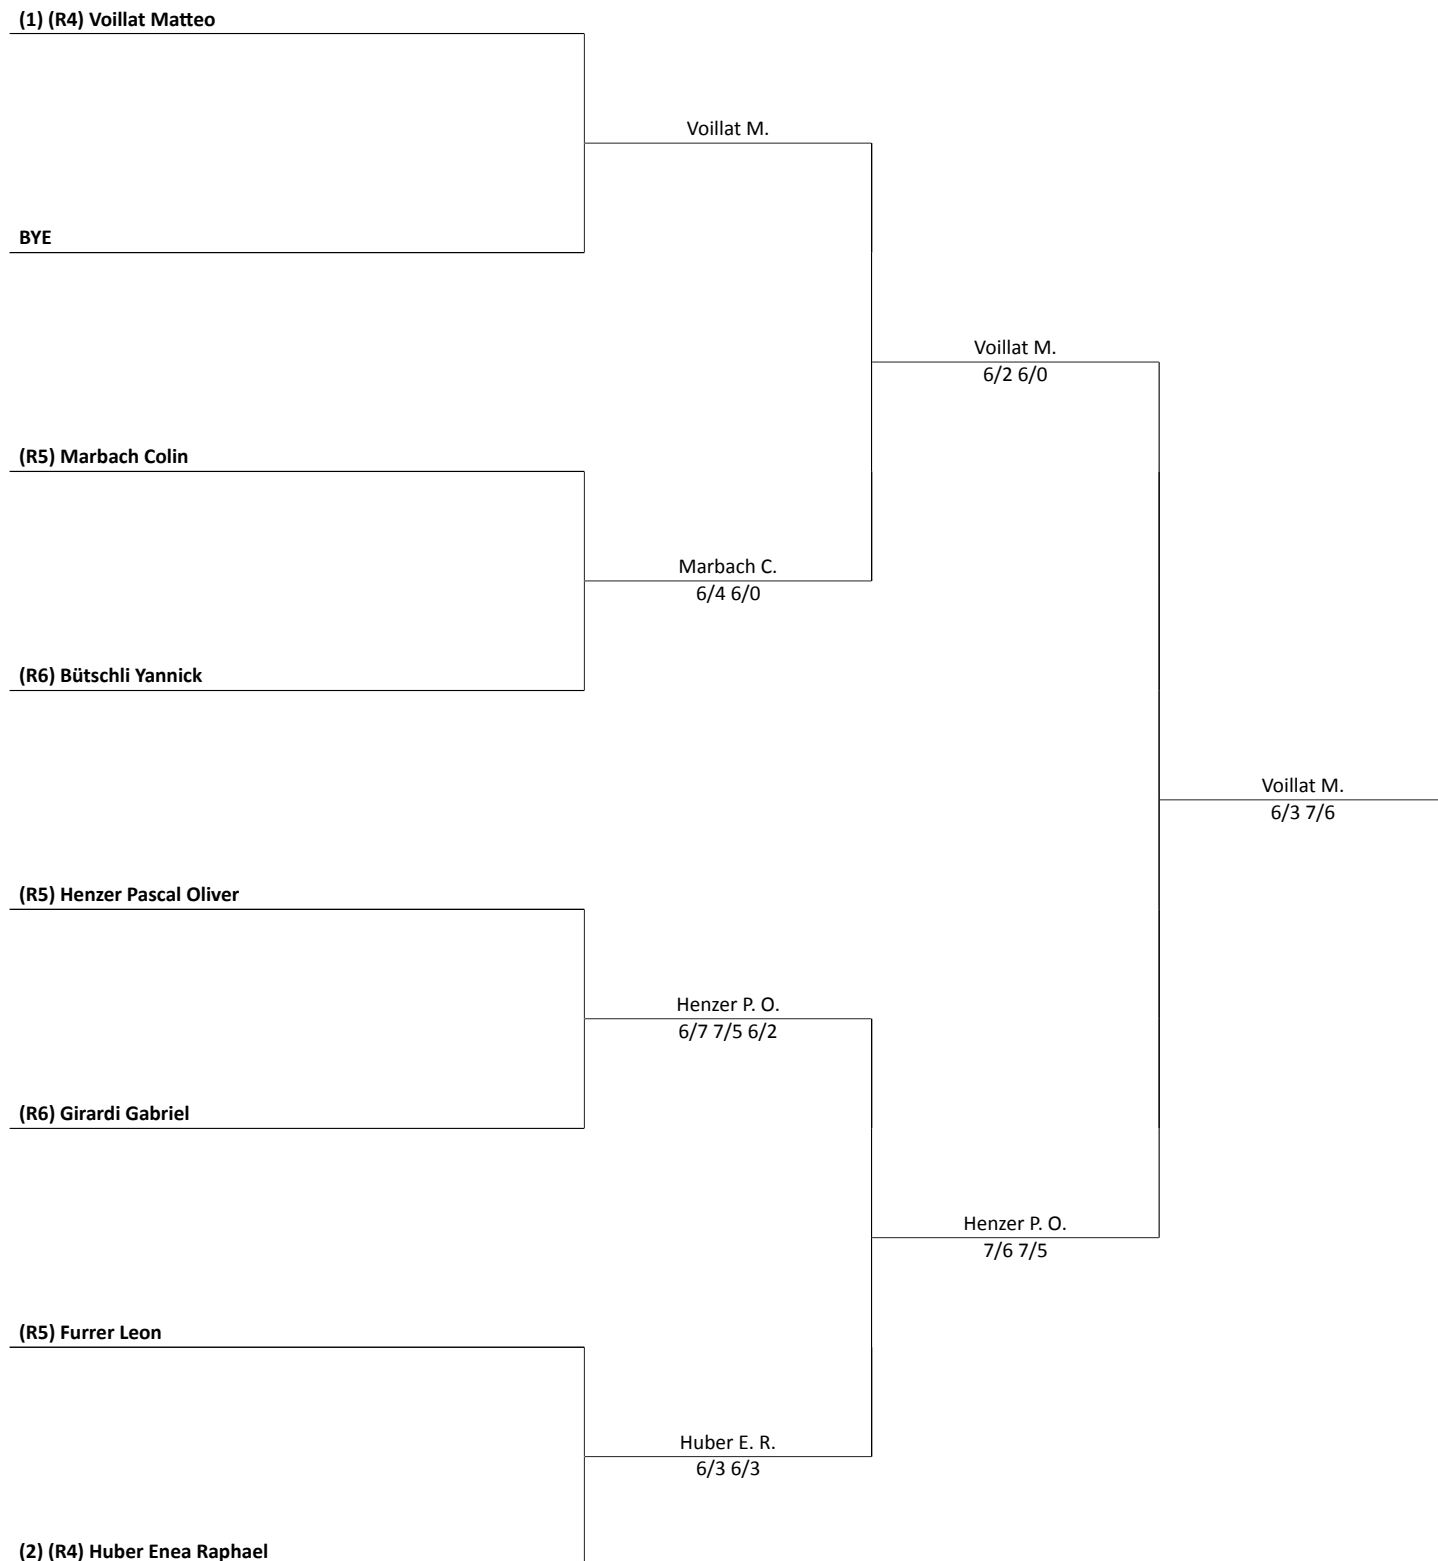 (1) (R4) Voillat Matteo
Voillat M.
BYE
Voillat M.
6/2 6/0
(R5) Marbach Colin
Marbach C.
6/4 6/0
(R6) Bütschli Yannick
Voillat M.
6/3 7/6
(R5) Henzer Pascal Oliver
Henzer P. O.
6/7 7/5 6/2
(R6) Girardi Gabriel
Henzer P. O.
7/6 7/5
(R5) Furrer Leon
Huber E. R.
6/3 6/3
(2) (R4) Huber Enea Raphael